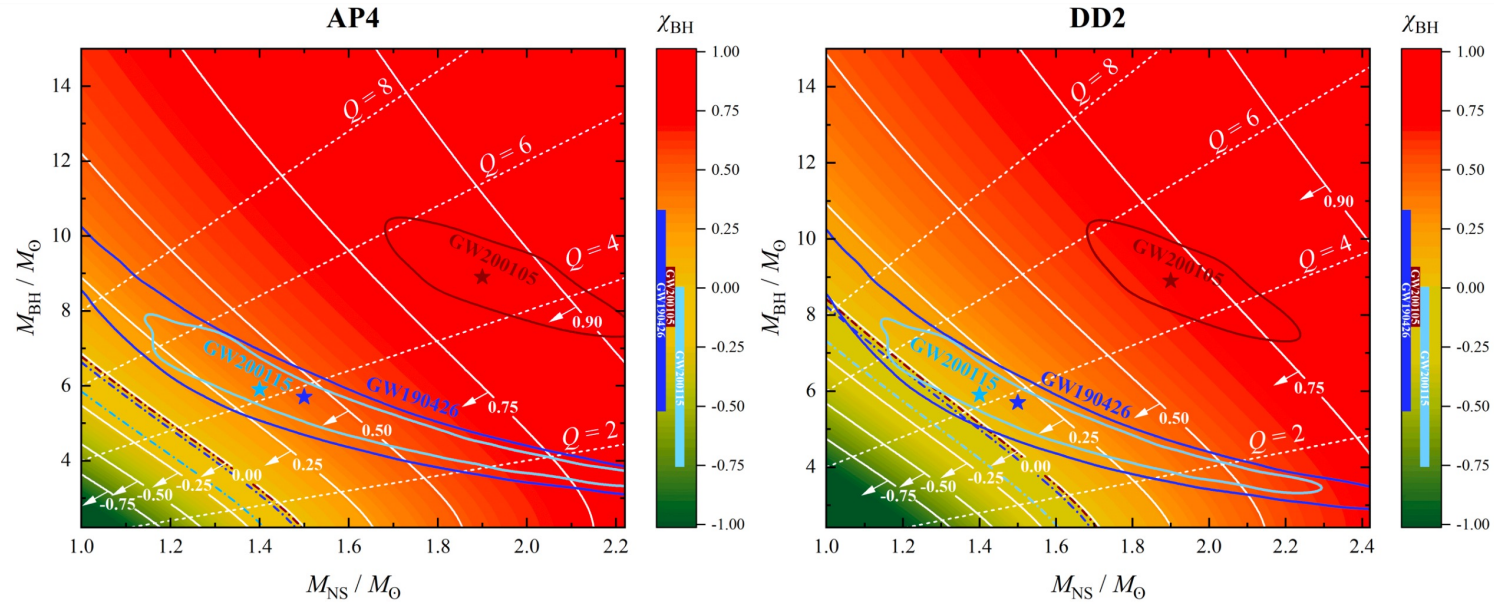 AP4
χBH
1.00
0.75
0.50
0.25
0.00
-0.25
-0.50
-0.75
-1.00
GW190426
GW200105
GW200115
14
12
10
8
6
4
MBH / M⊙
1.0
1.2
1.4
1.6
1.8
2.0
2.2
MNS / M⊙
Q = 8
Q = 6
Q = 4
Q = 2
GW200105
GW200115
GW190426
0.90
0.75
0.50
0.25
0.00
-0.25
-0.50
-0.75
DD2
χBH
1.00
0.75
0.50
0.25
0.00
-0.25
-0.50
-0.75
-1.00
GW190426
GW200105
GW200115
14
12
10
8
6
4
MBH / M⊙
1.0
1.2
1.4
1.6
1.8
2.0
2.2
2.4
MNS / M⊙
Q = 8
Q = 6
Q = 4
Q = 2
GW200105
GW200115
GW190426
0.90
0.75
0.50
0.25
0.00
-0.25
-0.50
-0.75